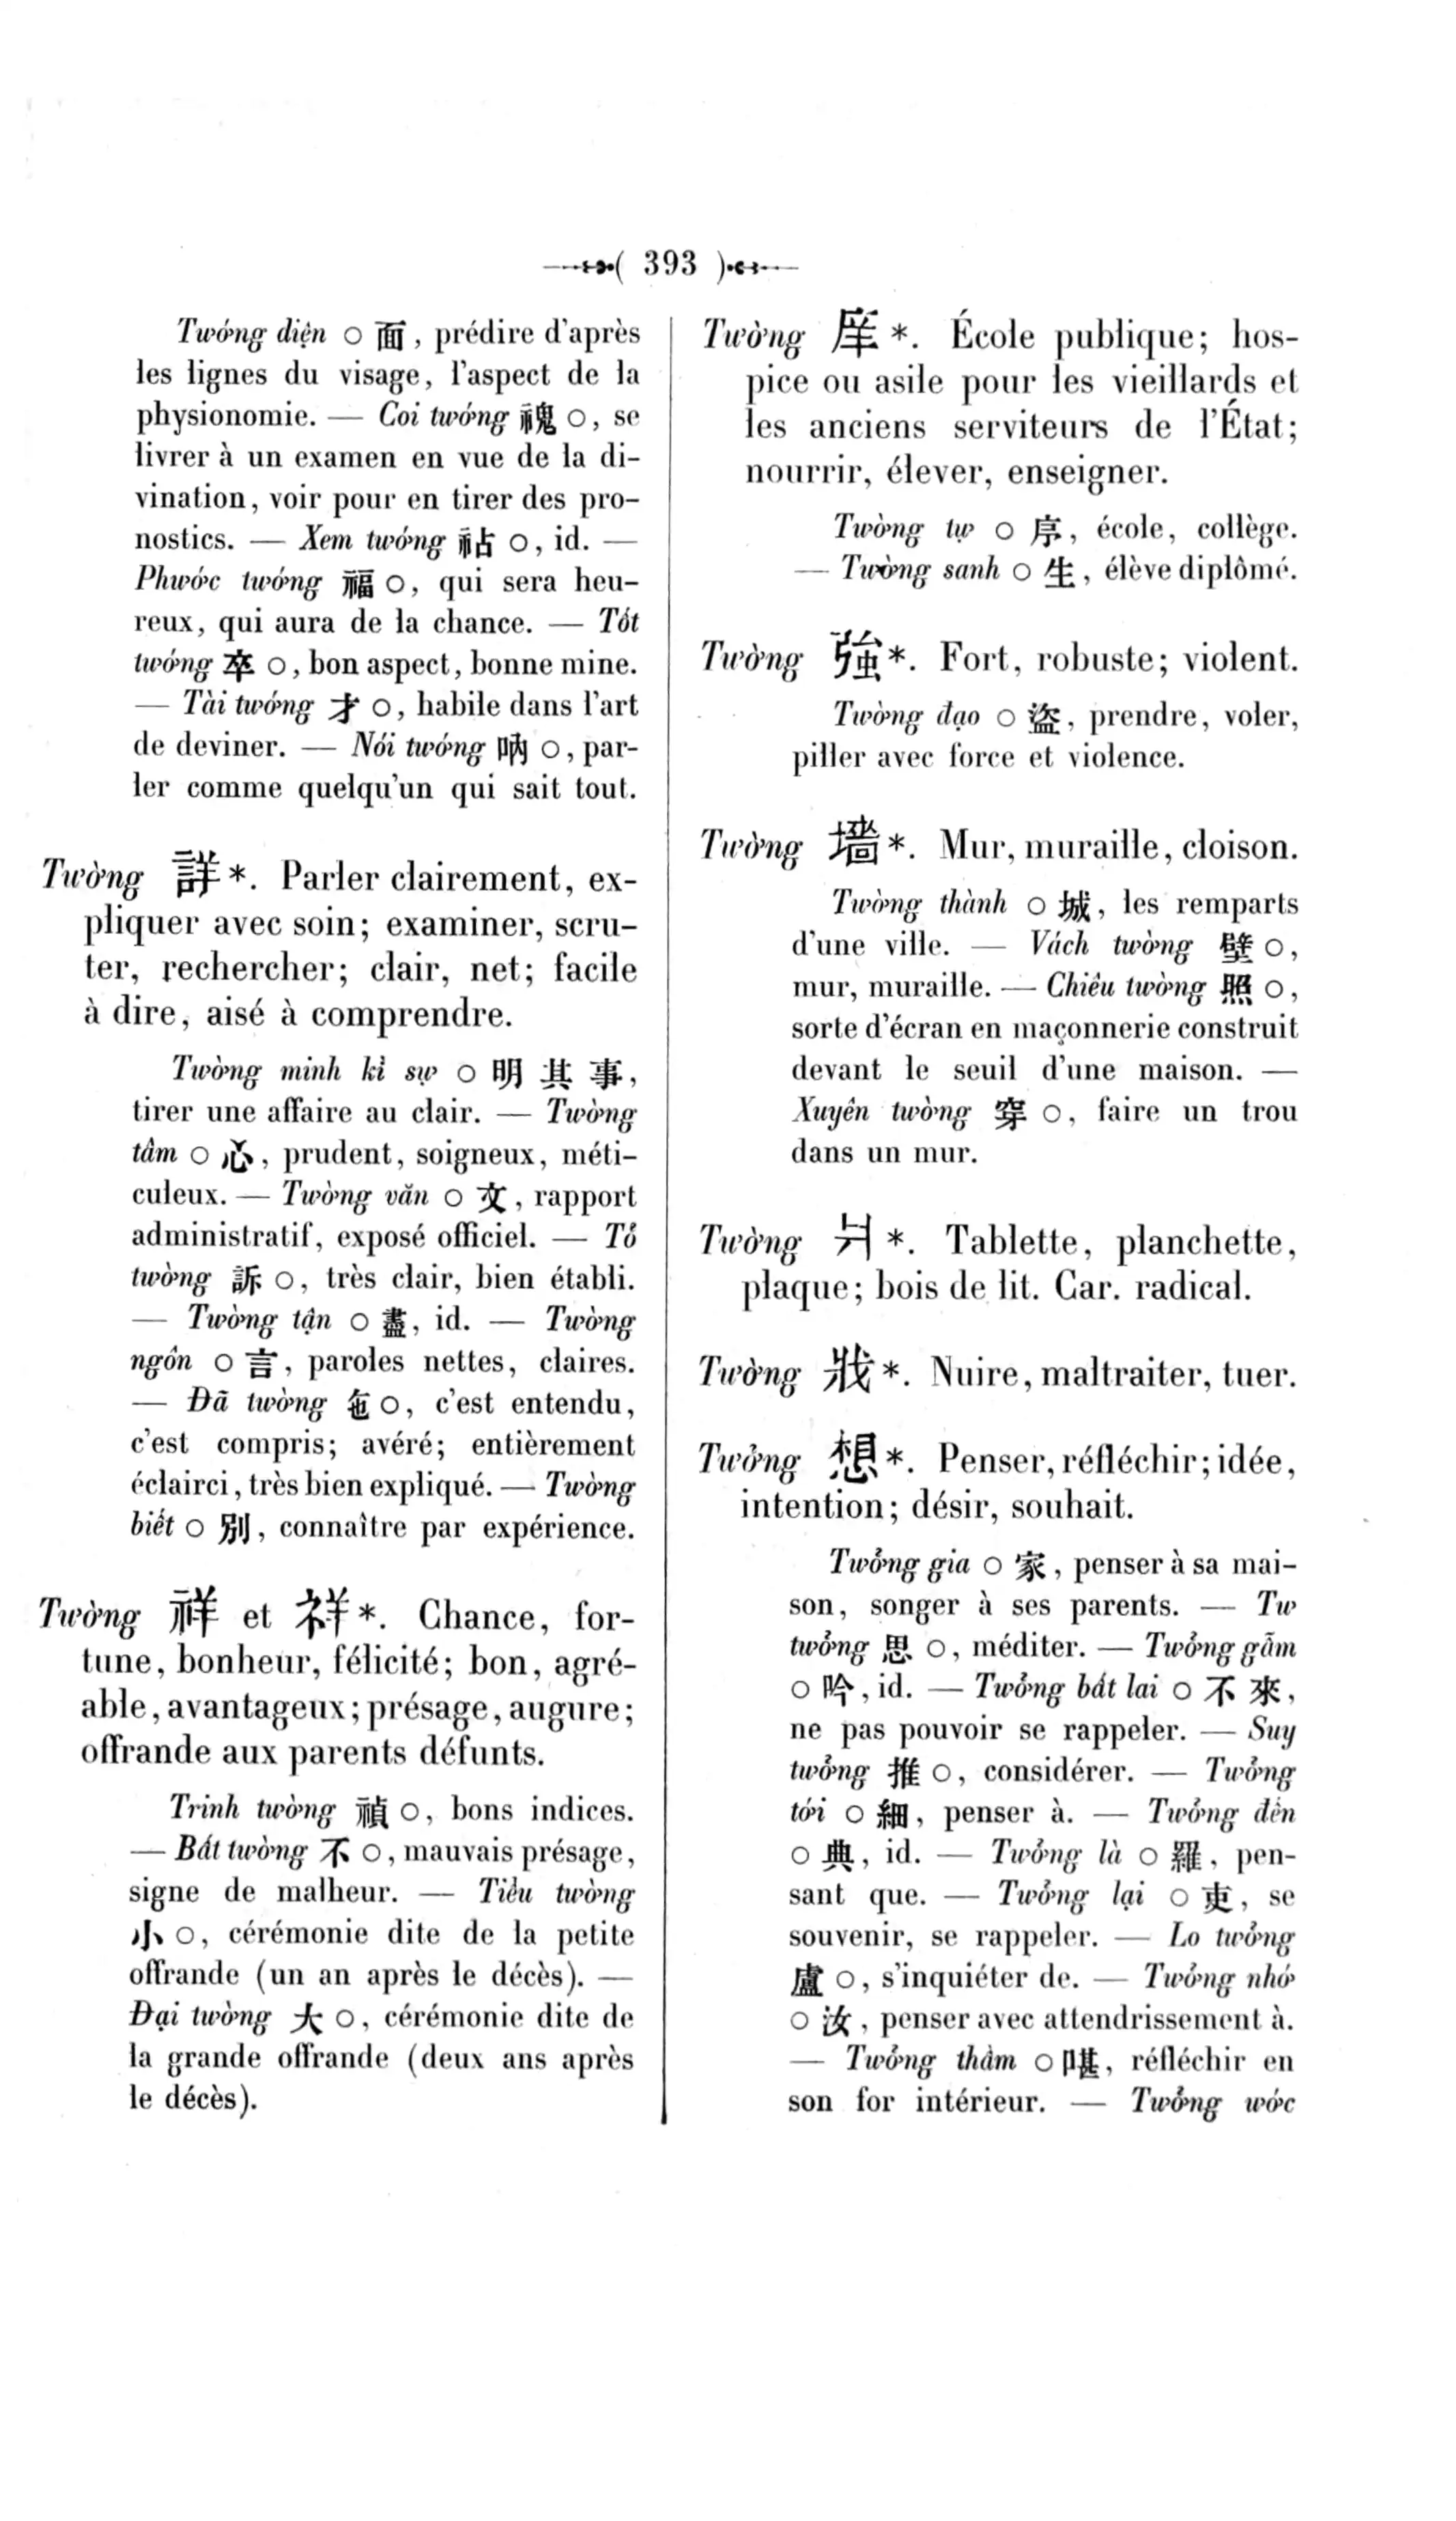 ( 393 )
Tướng diện ○ 面, prédire d'après
les lignes du visage, l'aspect de la
physionomie. — Coi tướng 䙟 ○, se
livrer à un examen en vue de la di-
vination, voir pour en tirer des pro-
nostics. — Xem tướng 祜 ○, id. —
Phước tướng 福 ○, qui sera heu-
reux, qui aura de la chance. — Tốt
tướng 卒 ○, bon aspect, bonne mine.
— Tài tướng 才 ○, habile dans l'art
de deviner. — Nói tướng 吶 ○, par-
ler comme quelqu'un qui sait tout.
Tường 詳*. Parler clairement, ex-
pliquer avec soin; examiner, scru-
ter, rechercher; clair, net; facile
à dire, aisé à comprendre.
Tường minh kì sự ○ 明 其 事,
tirer une affaire au clair. — Tường
tâm ○ 心, prudent, soigneux, méti-
culeux. — Tường văn ○ 文, rapport
administratif, exposé officiel. — Tố
tường 訴 ○, très clair, bien établi.
— Tường tận ○ 盡, id. — Tường
ngôn ○ 言, paroles nettes, claires.
— Đã tường ○, c'est entendu,
c'est compris; avéré; entièrement
éclairci, très bien expliqué. — Tường
biết ○ 別, connaître par expérience.
Tường 祥 et 祥*. Chance, for-
tune, bonheur, félicité; bon, agré-
able, avantageux; présage, augure;
offrande aux parents défunts.
Trinh tường 禎 ○, bons indices.
— Bất tường 不 ○, mauvais présage,
signe de malheur. — Tiểu tường
小 ○, cérémonie dite de la petite
offrande (un an après le décès). —
Đại tường 大 ○, cérémonie dite de
la grande offrande (deux ans après
le décès).
Tường 庠*. École publique; hos-
pice ou asile pour les vieillards et
les anciens serviteurs de l'État;
nourrir, élever, enseigner.
Tường tự ○ 序, école, collège.
— Tường sanh ○ 生, élève diplômé.
Tường 強*. Fort, robuste; violent.
Tường đạo ○ 盜, prendre, voler,
piller avec force et violence.
Tường 墻*. Mur, muraille, cloison.
Tường thành ○ 城, les remparts
d'une ville. — Vách tường 壁 ○,
mur, muraille. — Chiêu tường 照 ○,
sorte d'écran en maçonnerie construit
devant le seuil d'une maison. —
Xuyên tường 穿 ○, faire un trou
dans un mur.
Tường 爿*. Tablette, planchette,
plaque; bois de lit. Car. radical.
Tường 戕*. Nuire, maltraiter, tuer.
Tưởng 想*. Penser, réfléchir; idée,
intention; désir, souhait.
Tưởng gia ○ 家, penser à sa mai-
son, songer à ses parents. — Tư
tưởng 思 ○, méditer. — Tưởng gẫm
○ 吟, id. — Tưởng bất lai ○ 不 來,
ne pas pouvoir se rappeler. — Suy
tưởng 推 ○, considérer. — Tưởng
tới ○ 細, penser à. — Tưởng đến
○ 典, id. — Tưởng là ○ 羅, pen-
sant que. — Tưởng lại ○ 吏, se
souvenir, se rappeler. — Lo tưởng
盧 ○, s'inquiéter de. — Tưởng nhớ
○ 汝, penser avec attendrissement à.
— Tưởng thầm ○ 啿, réfléchir en
son for intérieur. — Tưởng ước